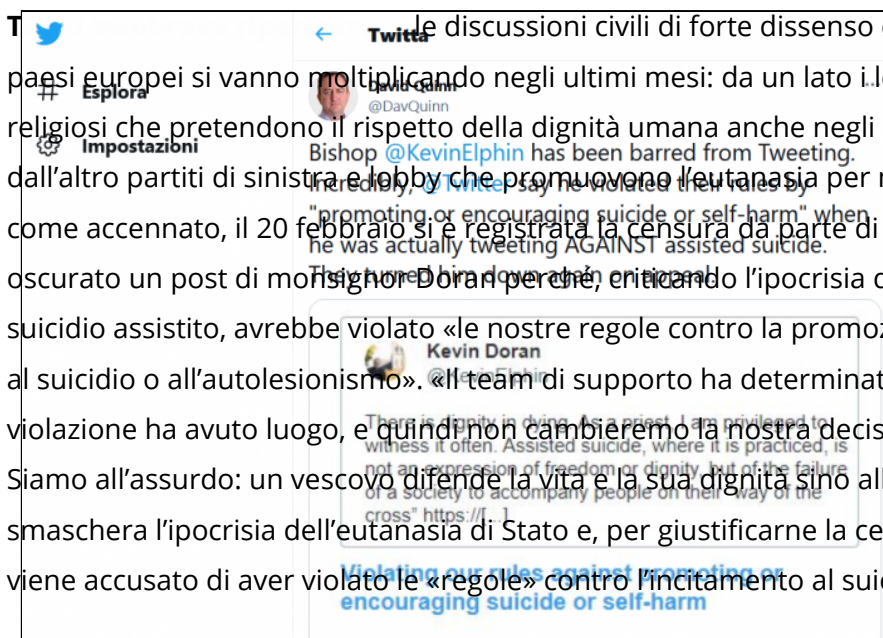 T
le discussioni civili di forte dissenso
paesi europei si vanno moltiplicando negli ultimi mesi: da un lato i
religiosi che pretendono il rispetto della dignità umana anche negli
dall'altro partiti di sinistra e lobby che promuovono l'eutanasia per
come accennato, il 20 febbraio si è registrata la censura da parte di
oscurato un post di monsignor Doran perché, criticando l'ipocrisia
suicidio assistito, avrebbe violato «le nostre regole contro la promoz
al suicidio o all'autolesionismo». «Il team di supporto ha determinat
violazione ha avuto luogo, e quindi non cambieremo la nostra decis
Siamo all'assurdo: un vescovo difende la vita e la sua dignità sino al
smaschera l'ipocrisia dell'eutanasia di Stato e, per giustificarne la ce
viene accusato di aver violato le «regole» contro l'incitamento al sui
Esplora
Impostazioni
Twitta
David Quinn
@DavQuinn
Bishop @KevinElphin has been barred from Tweeting.
Incredibly, @Twitter say he violated their rules by
"promoting or encouraging suicide or self-harm" when
he was actually tweeting AGAINST assisted suicide.
They turned him down again on appeal.
Kevin Doran
@KevinElphin
There is dignity in dying. As a priest, I am privileged to
witness it often. Assisted suicide, where it is practiced, is
not an expression of freedom or dignity, but of the failure
of a society to accompany people on their "way of the
cross" https://[...]
Violating our rules against promoting or
encouraging suicide or self-harm